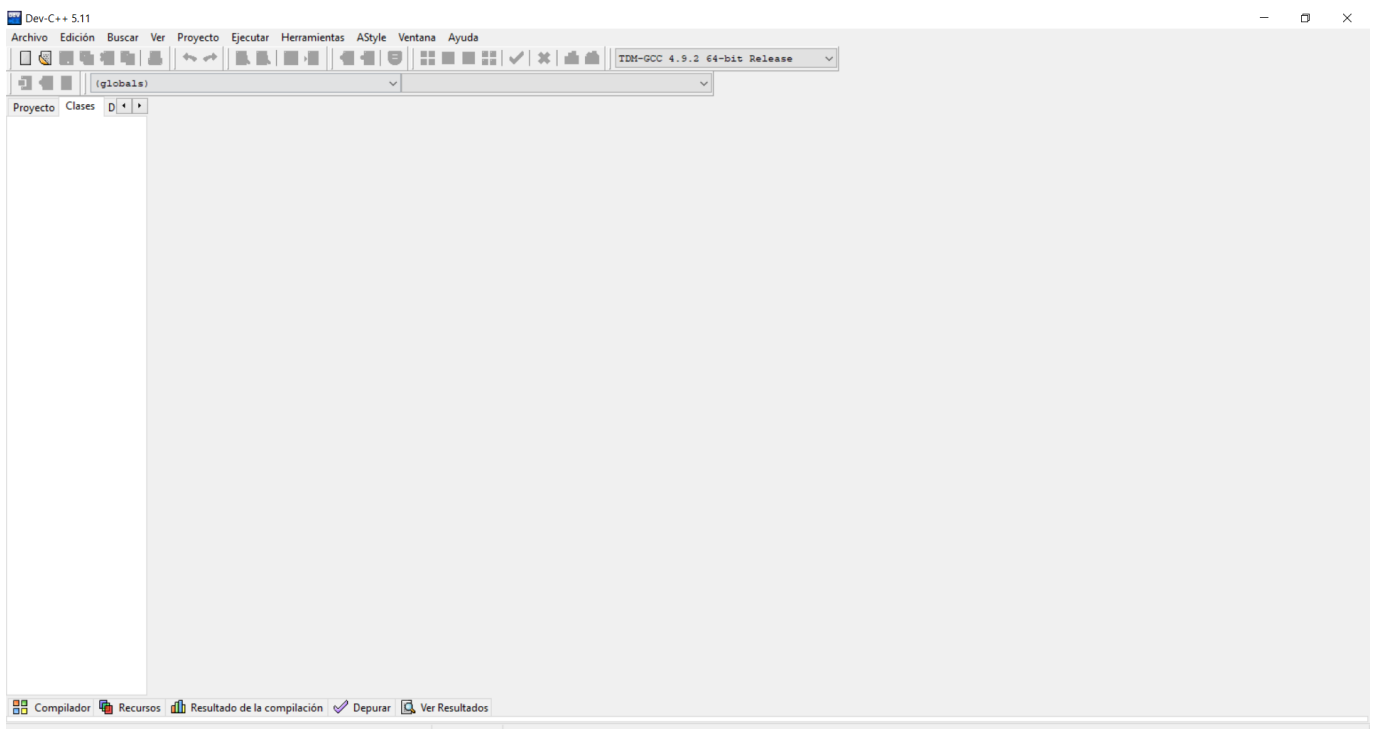 Dev-C++ 5.11
Archivo Edición Buscar Ver Proyecto Ejecutar Herramientas AStyle Ventana Ayuda
TDM-GCC 4.9.2 64-bit Release
(globals)
Proyecto Clases D
Compilador Recursos Resultado de la compilación Depurar Ver Resultados